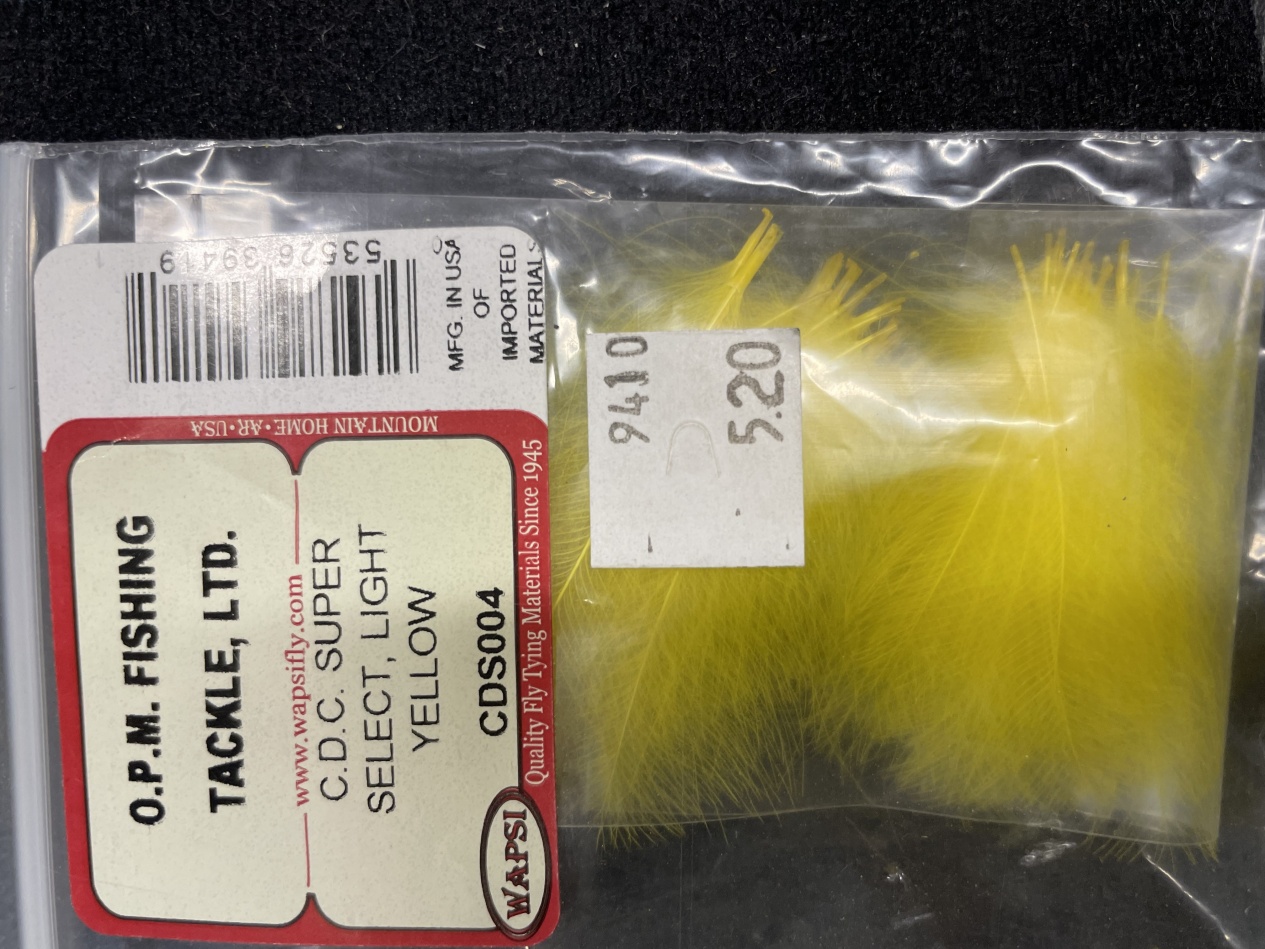 O.P.M. FISHING
TACKLE, LTD.
www.wapsifly.com
C.D.C. SUPER
SELECT, LIGHT
YELLOW
CDS004
WAPSI
Quality Fly Tying Materials Since 1945
MOUNTAIN HOME • AR • USA
53526 39419
MFG. IN USA
OF
IMPORTED
MATERIALS
9410
5.20